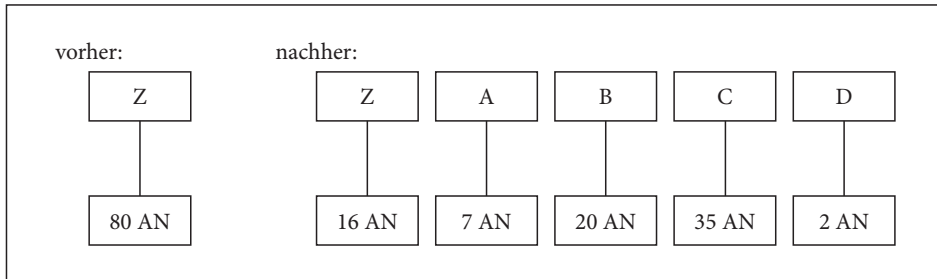 vorher: nachher:
Z Z A B C D
80 AN 16 AN 7 AN 20 AN 35 AN 2 AN